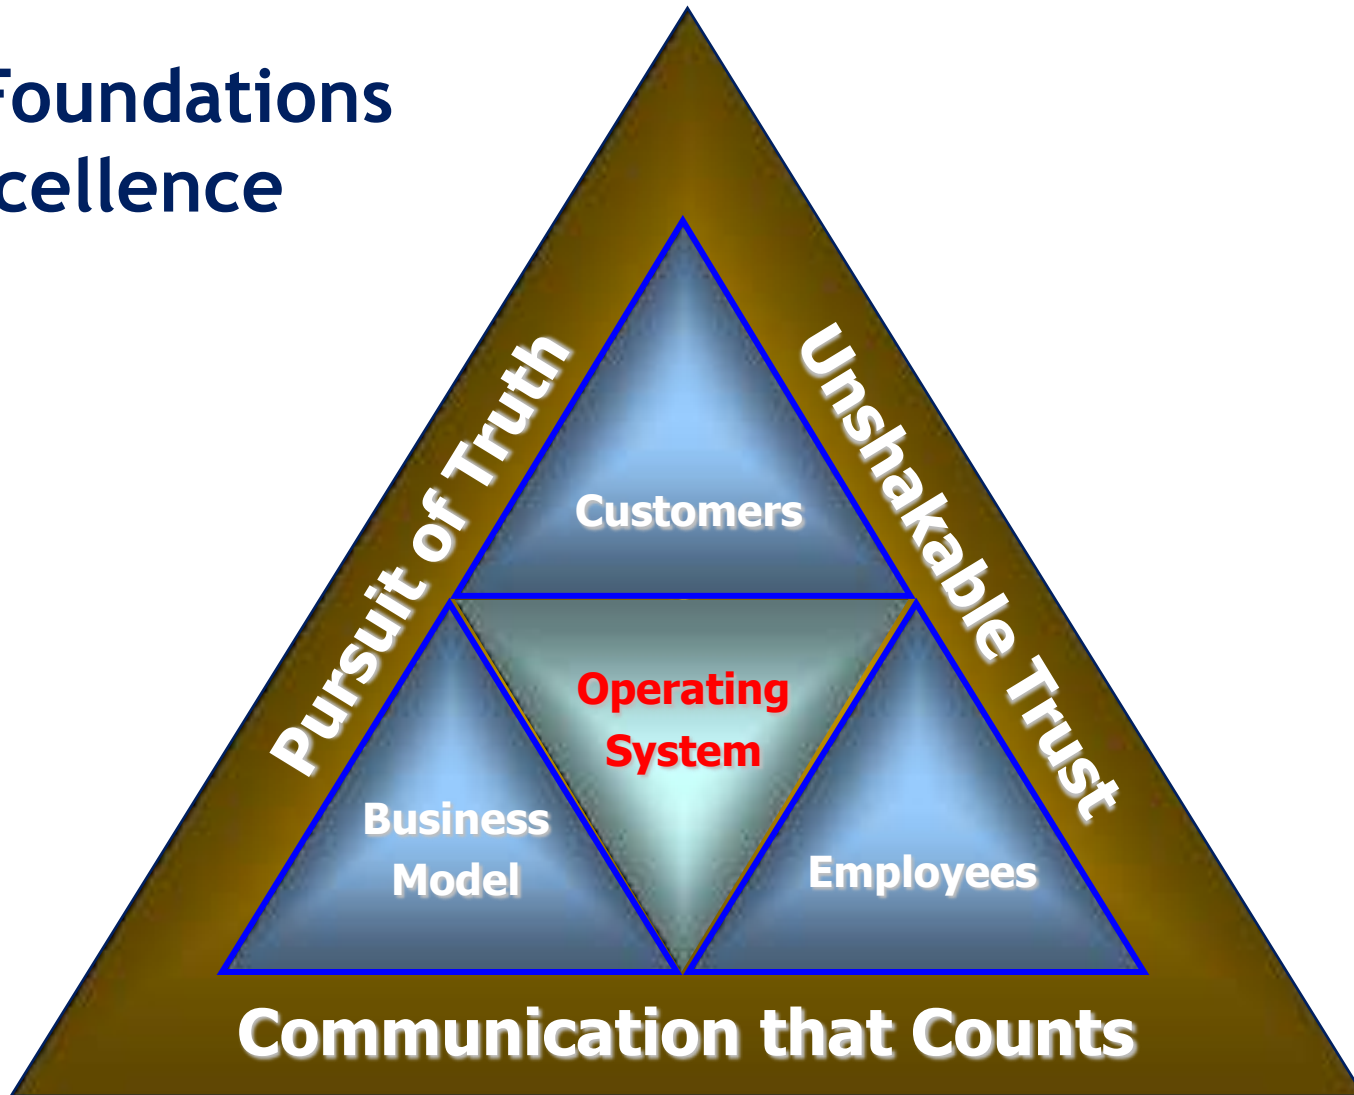 Foundations
cellence
Pursuit of Truth
Unshakable Trust
Customers
Operating
System
Business
Model
Employees
Communication that Counts